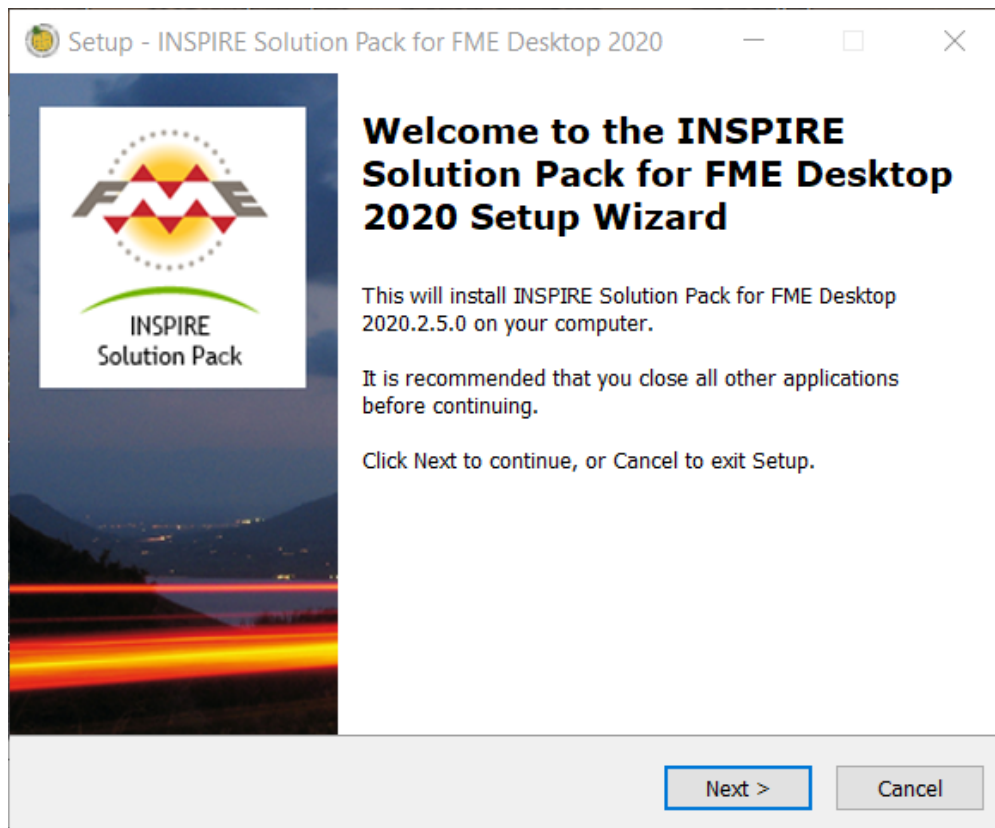 Setup - INSPIRE Solution Pack for FME Desktop 2020
FME
INSPIRE
Solution Pack
Welcome to the INSPIRE
Solution Pack for FME Desktop
2020 Setup Wizard
This will install INSPIRE Solution Pack for FME Desktop
2020.2.5.0 on your computer.
It is recommended that you close all other applications
before continuing.
Click Next to continue, or Cancel to exit Setup.
Next >
Cancel